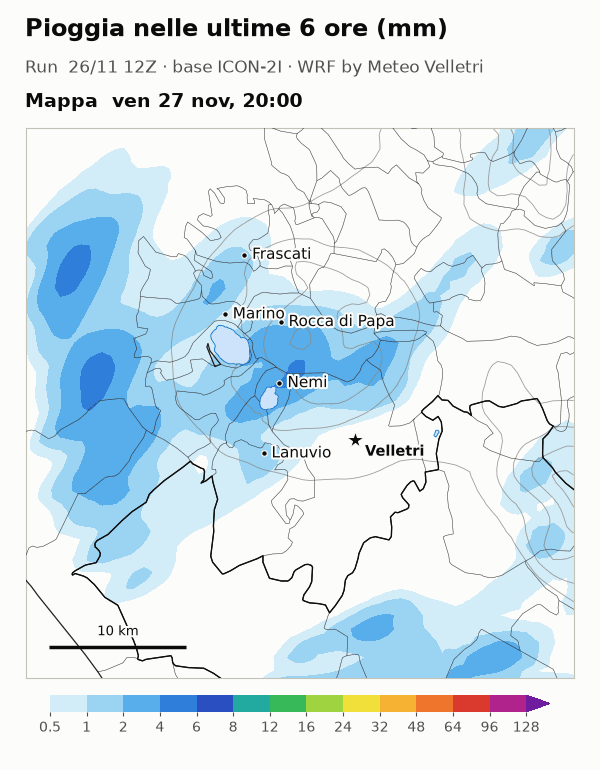 Pioggia nelle ultime 6 ore (mm)
Run 26/11 12Z · base ICON-2I · WRF by Meteo Velletri
Mappa ven 27 nov, 20:00
Frascati
Marino
Rocca di Papa
Nemi
Velletri
Lanuvio
10 km
0.5 1 2 4 6 8 12 16 24 32 48 64 96 128